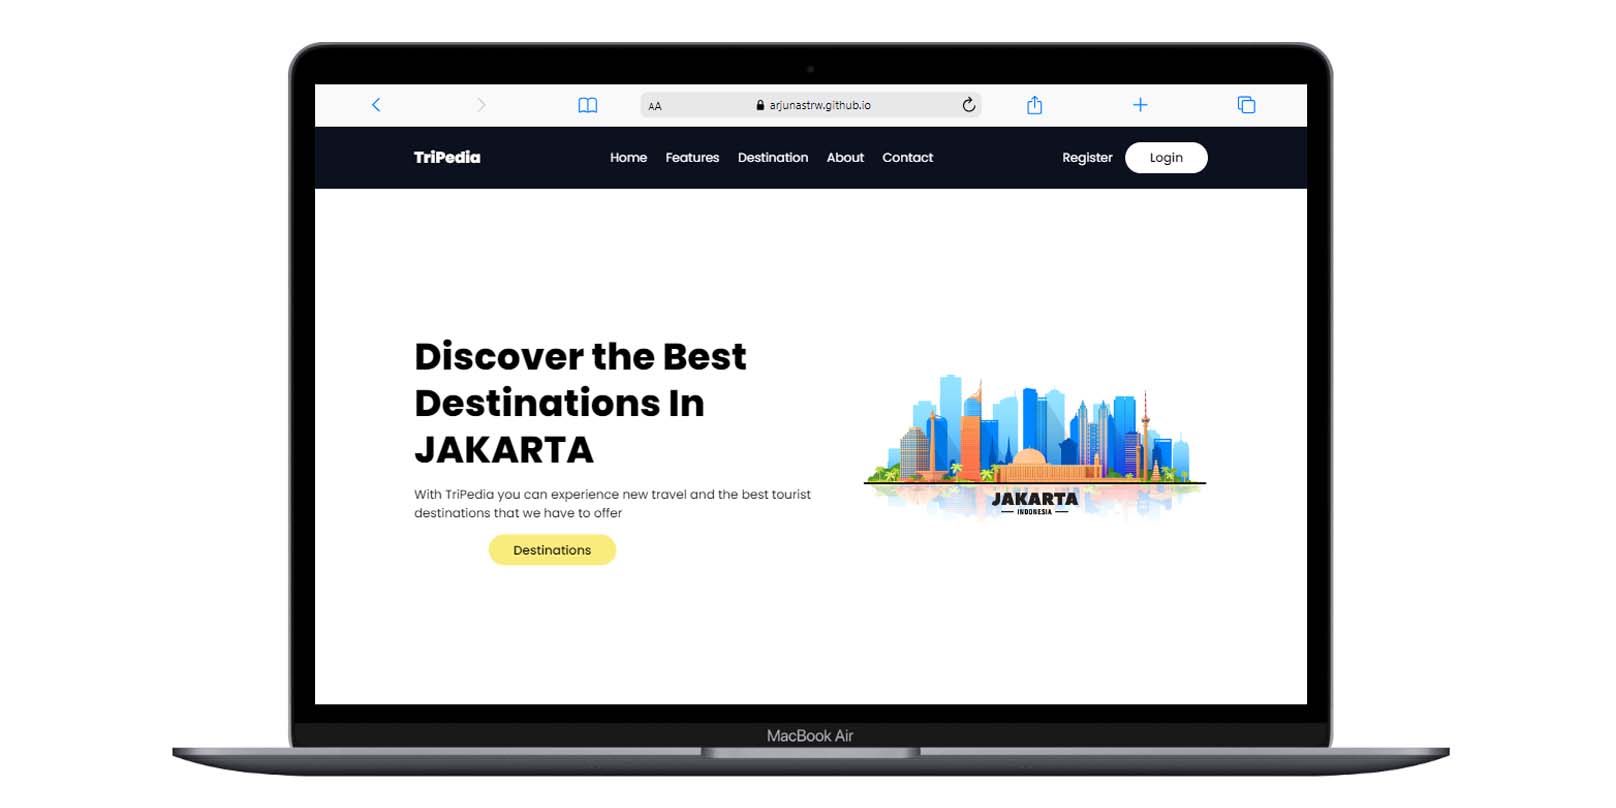 AA arjunastrw.github.io
TriPedia Home Features Destination About Contact Register Login
Discover the Best
Destinations In
JAKARTA
With TriPedia you can experience new travel and the best tourist
destinations that we have to offer
Destinations
JAKARTA
INDONESIA
MacBook Air